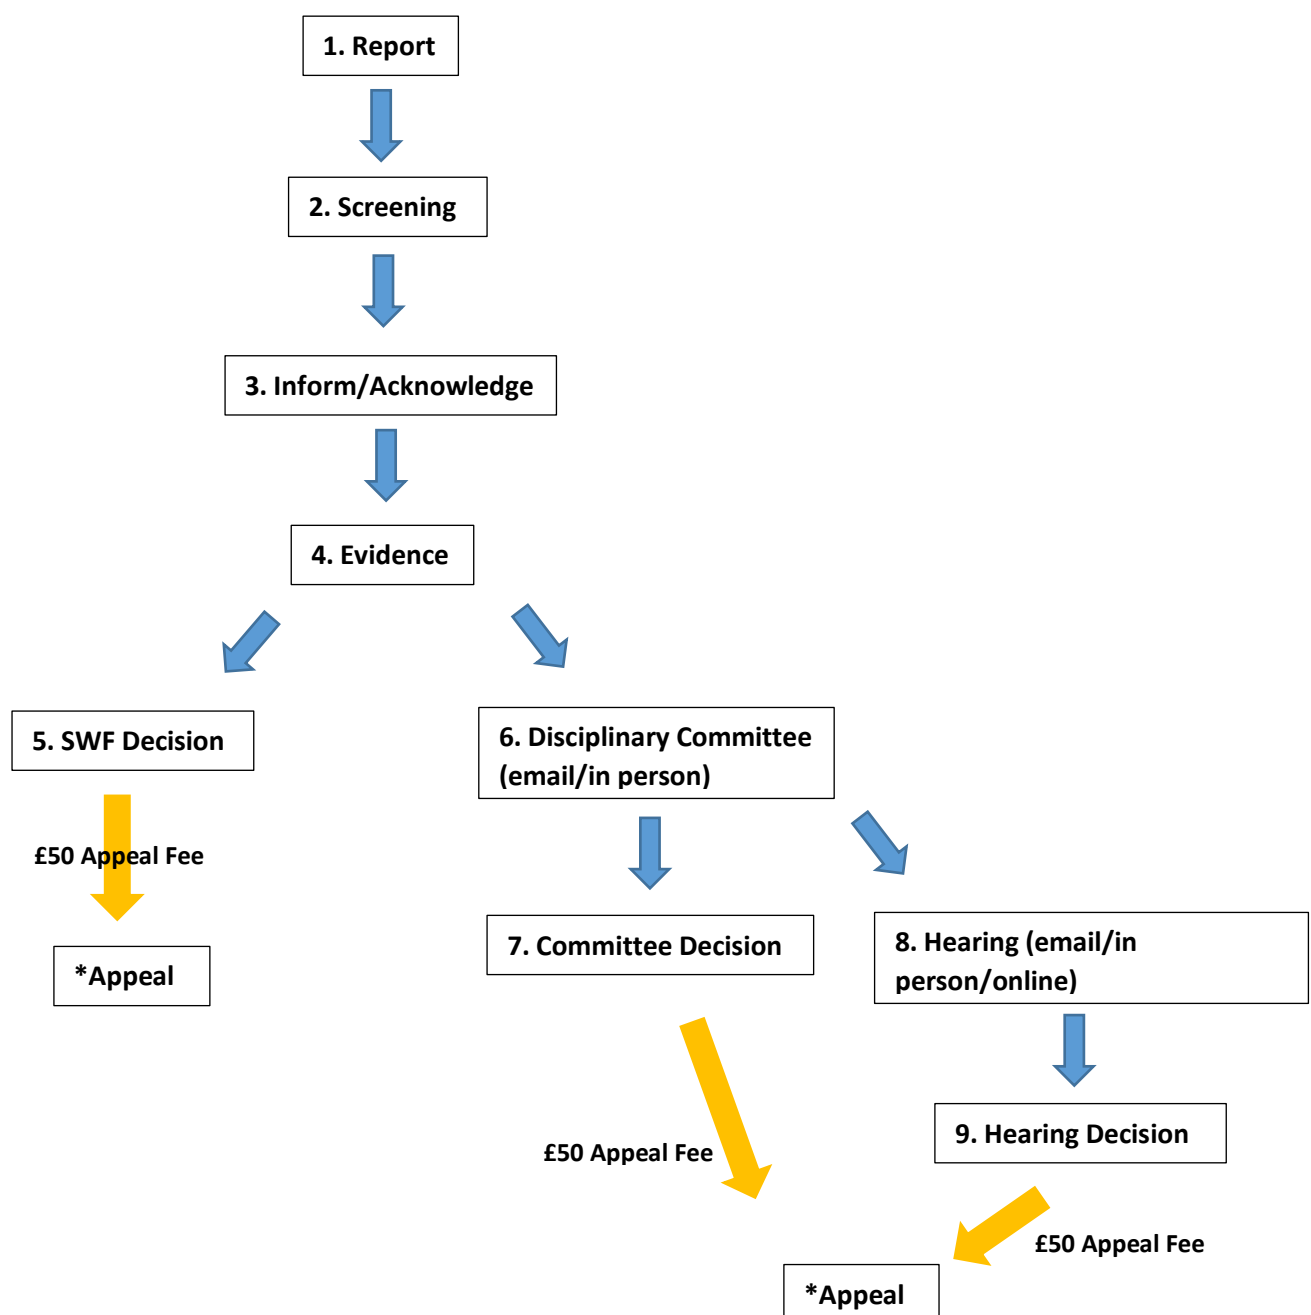 1. Report
2. Screening
3. Inform/Acknowledge
4. Evidence
5. SWF Decision
6. Disciplinary Committee
(email/in person)
£50 Appeal Fee
*Appeal
7. Committee Decision
8. Hearing (email/in
person/online)
9. Hearing Decision
£50 Appeal Fee
£50 Appeal Fee
*Appeal